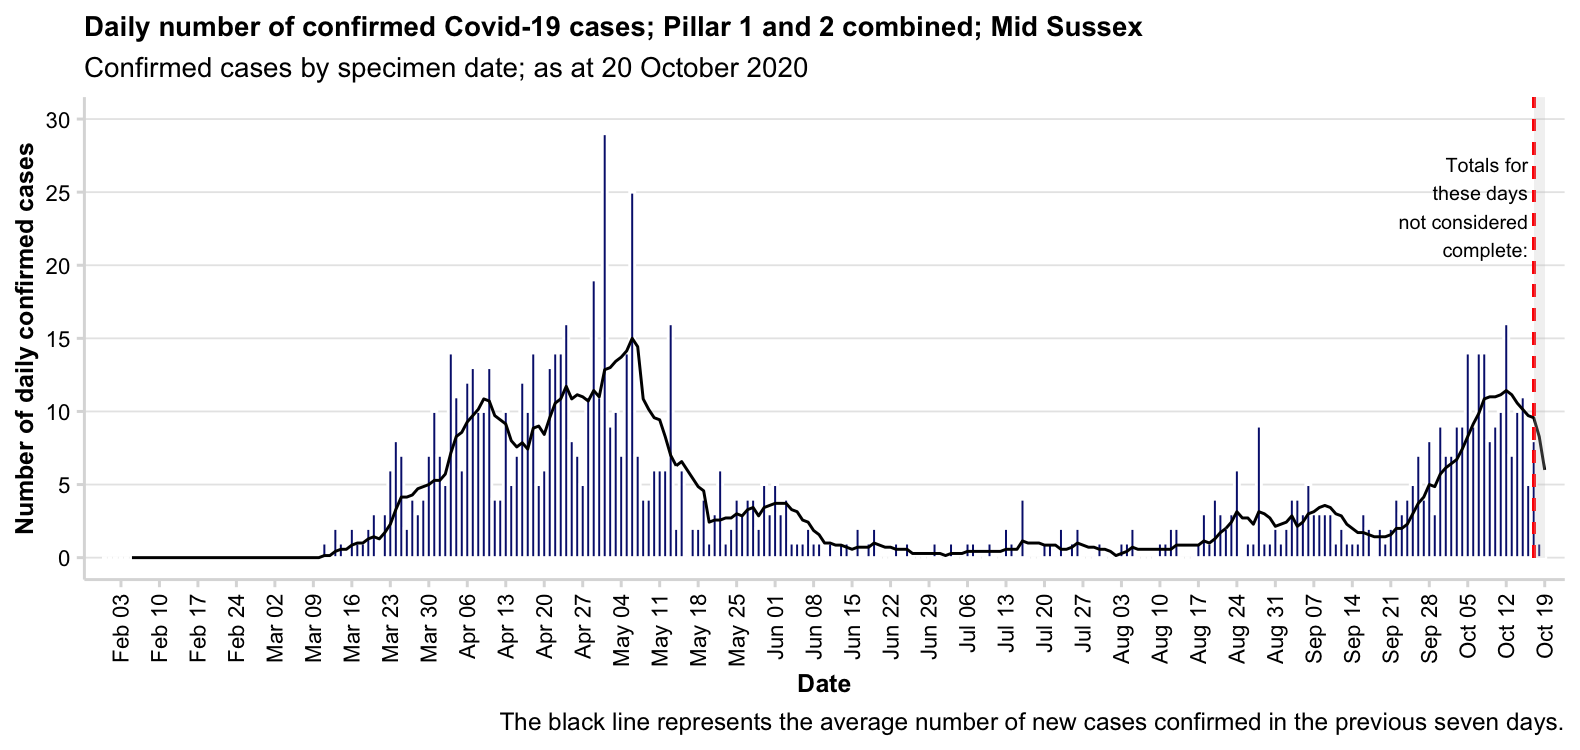 Daily number of confirmed Covid-19 cases; Pillar 1 and 2 combined; Mid Sussex
Confirmed cases by specimen date; as at 20 October 2020
Number of daily confirmed cases
30
25
20
15
10
5
0
Totals for
these days
not considered
complete:
Feb 03
Feb 10
Feb 17
Feb 24
Mar 02
Mar 09
Mar 16
Mar 23
Mar 30
Apr 06
Apr 13
Apr 20
Apr 27
May 04
May 11
May 18
May 25
Jun 01
Jun 08
Jun 15
Jun 22
Jun 29
Jul 06
Jul 13
Jul 20
Jul 27
Aug 03
Aug 10
Aug 17
Aug 24
Aug 31
Sep 07
Sep 14
Sep 21
Sep 28
Oct 05
Oct 12
Oct 19
Date
The black line represents the average number of new cases confirmed in the previous seven days.